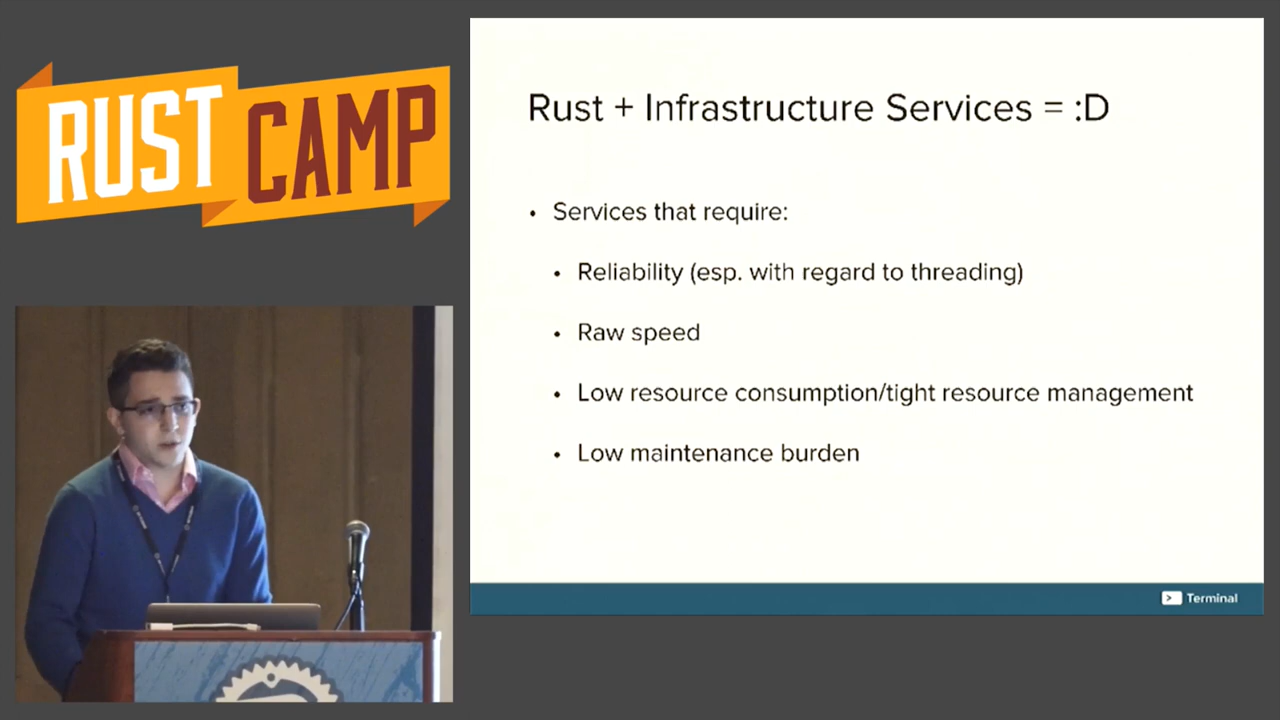 RUST CAMP
Rust + Infrastructure Services = :D
• Services that require:
• Reliability (esp. with regard to threading)
• Raw speed
• Low resource consumption/tight resource management
• Low maintenance burden
Terminal